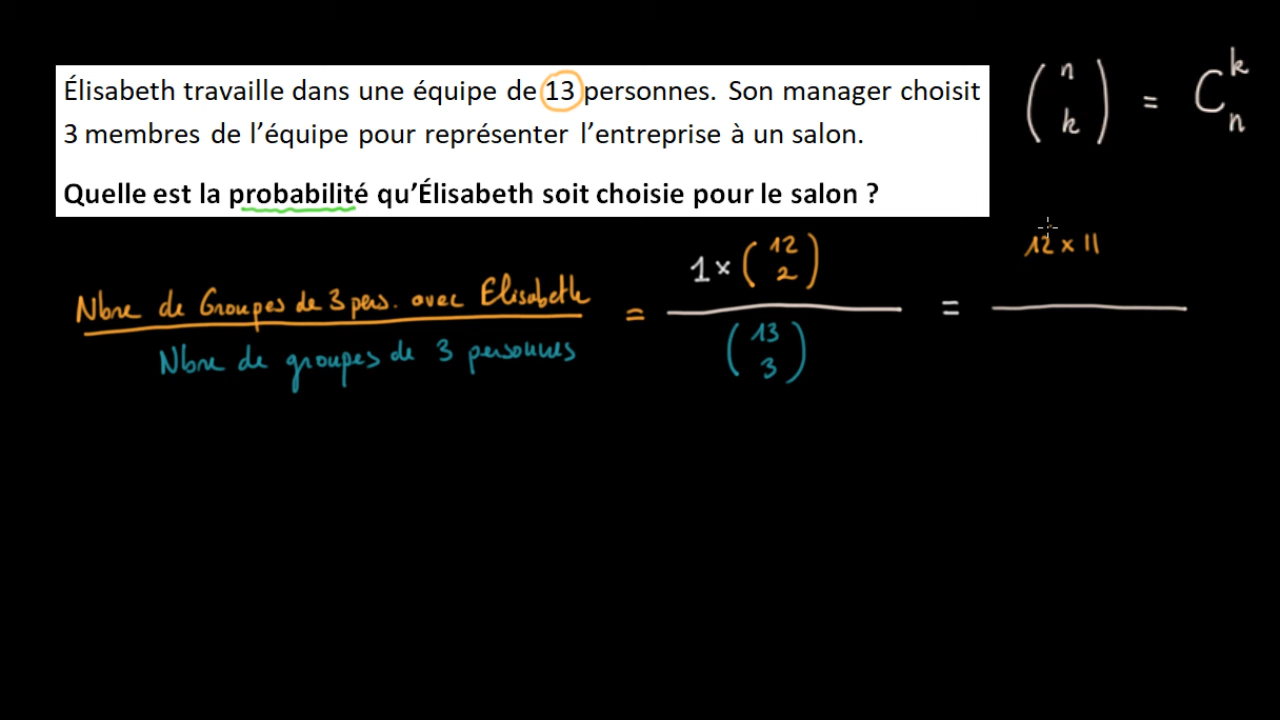 Élisabeth travaille dans une équipe de 13 personnes. Son manager choisit
3 membres de l’équipe pour représenter l’entreprise à un salon.
Quelle est la probabilité qu’Élisabeth soit choisie pour le salon ?
( n k ) = C k n
Nbre de Groupes de 3 pers. avec Elisabeth
Nbre de groupes de 3 personnes
=
1 × ( 12 2 )
( 13 3 )
=
12 × 11